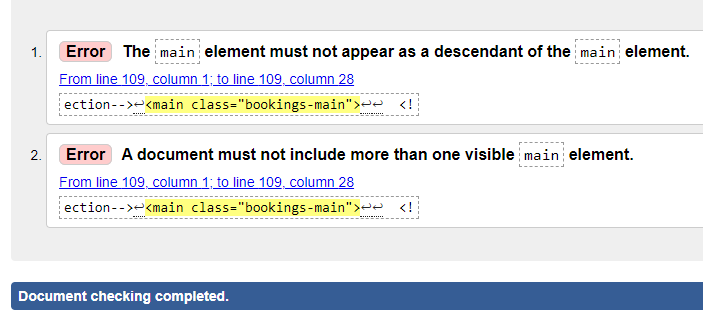 1. Error The main element must not appear as a descendant of the main element.
From line 109, column 1; to line 109, column 28
ection-->↩<main class="bookings-main">↩↩  <!
2. Error A document must not include more than one visible main element.
From line 109, column 1; to line 109, column 28
ection-->↩<main class="bookings-main">↩↩  <!
Document checking completed.